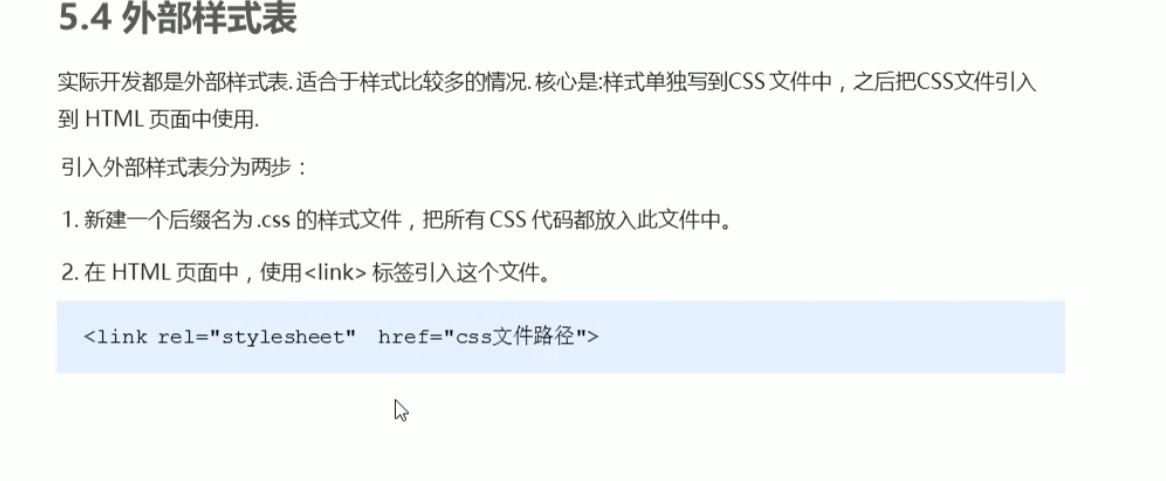 5.4 外部样式表
实际开发都是外部样式表. 适合于样式比较多的情况. 核心是:样式单独写到CSS 文件中，之后把CSS文件引入
到 HTML 页面中使用.
引入外部样式表分为两步：
1. 新建一个后缀名为 .css 的样式文件，把所有 CSS 代码都放入此文件中。
2. 在 HTML 页面中，使用<link> 标签引入这个文件。
<link rel="stylesheet"  href="css文件路径">